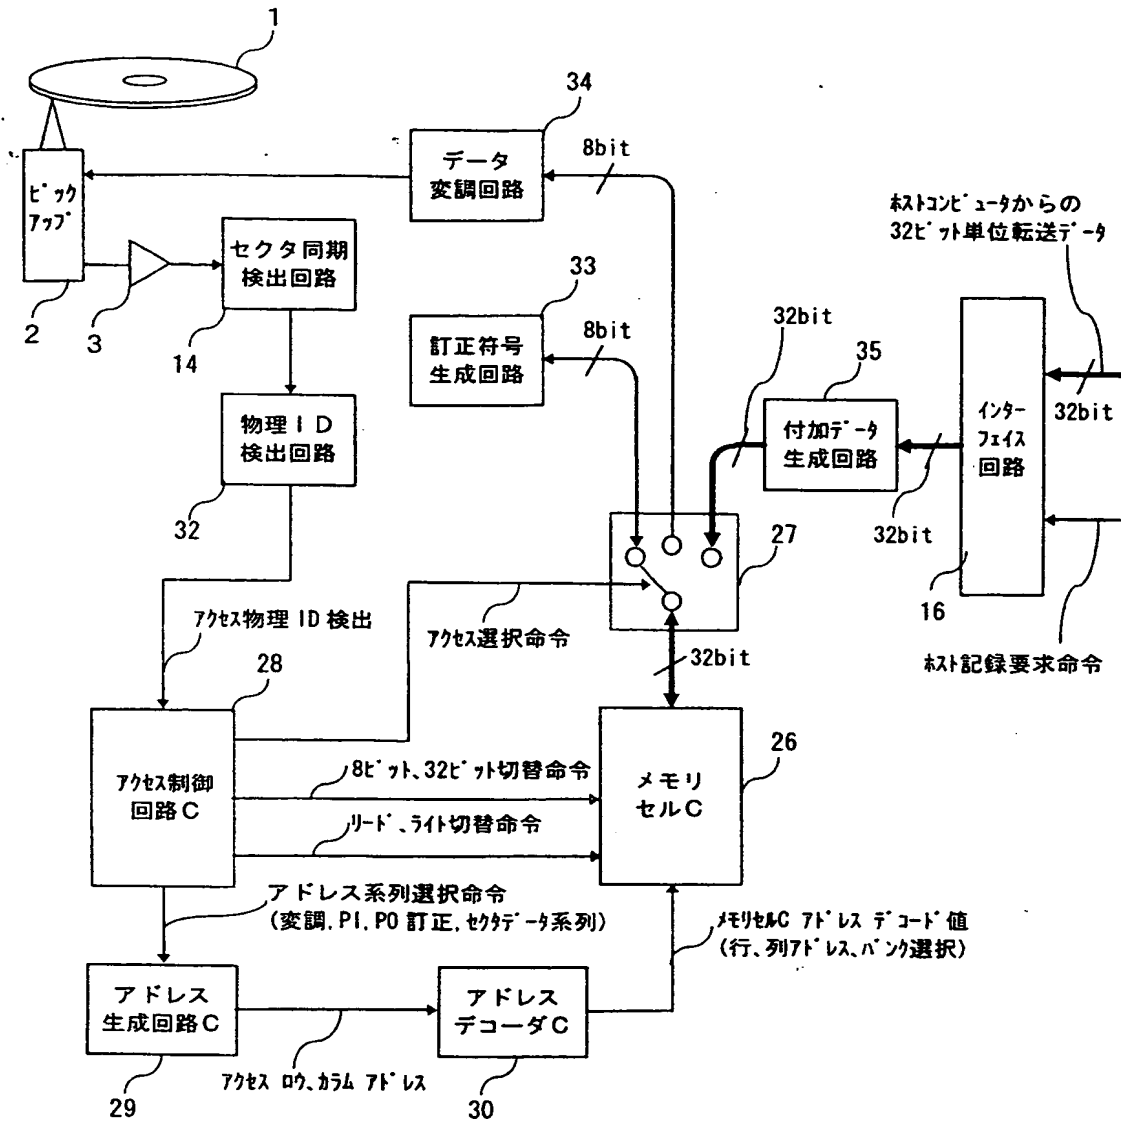 1
34
データ
変調回路
8bit
ピック
アップ
ホストコンピュータからの
32ビット単位転送データ
セクタ同期
検出回路
2
3
14
33
訂正符号
生成回路
8bit
32bit
35
付加データ
生成回路
32bit
インター
フェイス
回路
32bit
16
物理ID
検出回路
32
27
アクセス物理ID検出
アクセス選択命令
32bit
ホスト記録要求命令
28
アクセス制御
回路C
8ビット、32ビット切替命令
リード、ライト切替命令
メモリ
セルC
26
アドレス系列選択命令
(変調,PI,PO訂正,セクタデータ系列)
メモリセルC アドレス デコード値
(行、列アドレス、バンク選択)
アドレス
生成回路C
アドレス
デコーダC
アクセス ロウ、カラム アドレス
29
30